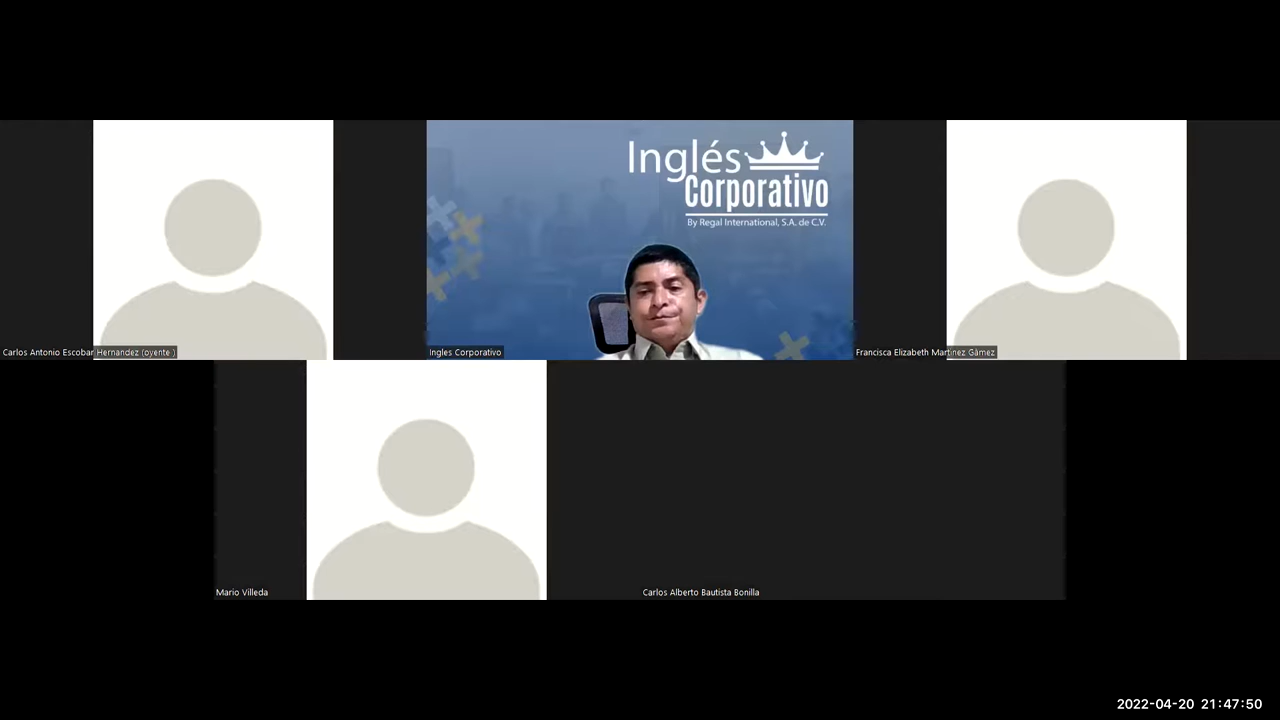 Inglés
Corporativo
By Regal International, S.A. de C.V.
Carlos Antonio Escobar Hernandez (oyente )
Ingles Corporativo
Francisca Elizabeth Martinez Gámez
Mario Villeda
Carlos Alberto Bautista Bonilla
2022-04-20 21:47:50